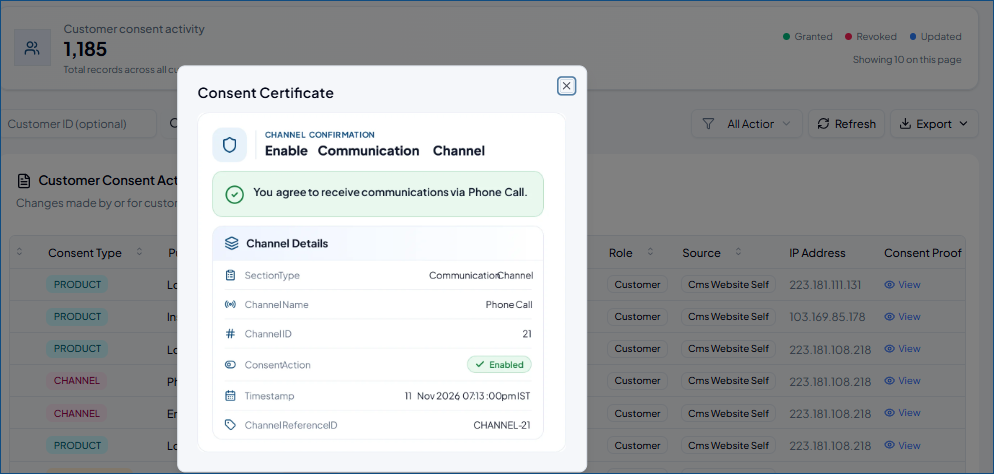 Customer consent activity
1,185
Total records across all cu
Granted Revoked Updated
Showing 10 on this page
Customer ID (optional)
All Action
Refresh
Export
Customer Consent Act
Changes made by or for custom
Consent Type
Role
Source
IP Address
Consent Proof
PRODUCT
Customer
Cms Website Self
223.181.111.131
View
PRODUCT
Customer
Cms Website Self
103.169.85.178
View
PRODUCT
Customer
Cms Website Self
223.181.108.218
View
CHANNEL
Customer
Cms Website Self
223.181.108.218
View
CHANNEL
Customer
Cms Website Self
223.181.108.218
View
PRODUCT
Customer
Cms Website Self
223.181.108.218
View
Consent Certificate
CHANNEL CONFIRMATION
Enable Communication Channel
You agree to receive communications via Phone Call.
Channel Details
SectionType
CommunicationChannel
ChannelName
Phone Call
ChannelID
21
ConsentAction
Enabled
Timestamp
11 Nov 2026 07:13:00pm IST
ChannelReferenceID
CHANNEL-21